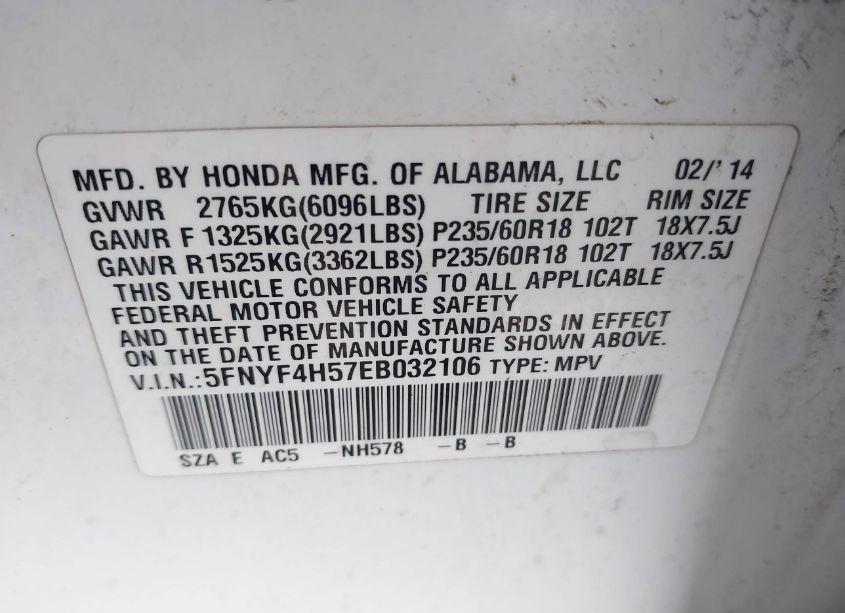 MFD. BY HONDA MFG. OF ALABAMA, LLC 02/' 14
GVWR 2765KG(6096LBS) TIRE SIZE RIM SIZE
GAWR F 1325KG(2921LBS) P235/60R18 102T 18X7.5J
GAWR R1525KG(3362LBS) P235/60R18 102T 18X7.5J
THIS VEHICLE CONFORMS TO ALL APPLICABLE
FEDERAL MOTOR VEHICLE SAFETY
AND THEFT PREVENTION STANDARDS IN EFFECT
ON THE DATE OF MANUFACTURE SHOWN ABOVE.
V.I.N.:5FNYF4H57EB032106 TYPE: MPV
SZA E AC5 -NH578 -B -B